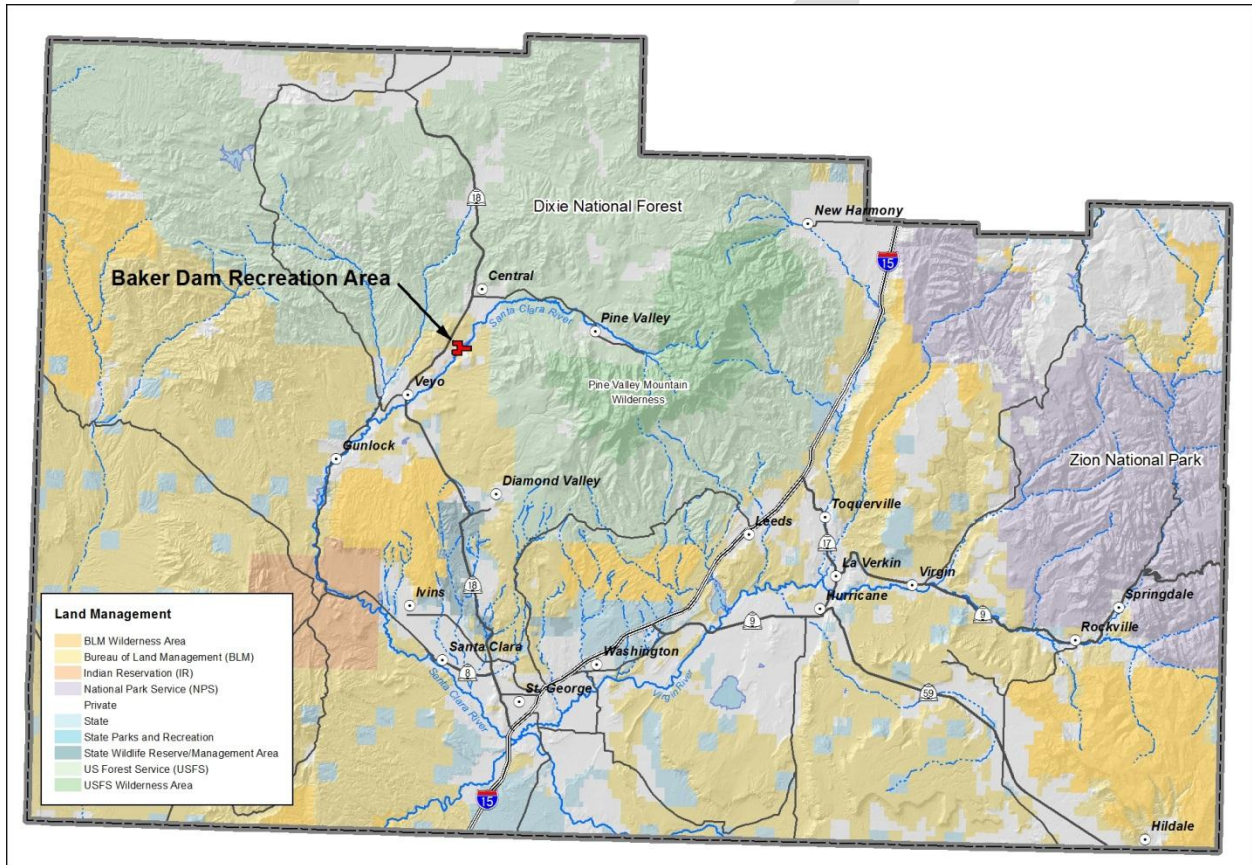 18
Dixie National Forest
New Harmony
15
Baker Dam Recreation Area
Central
Santa Clara River
Pine Valley
Pine Valley Mountain
Wilderness
Veyo
Gunlock
Zion National Park
Diamond Valley
Toquerville
Leeds
17
La Verkin
Virgin
18
Ivins
Hurricane
Springdale
9
9
Rockville
Santa Clara
8
Washington
St. George
Santa Clara River
Virgin River
59
15
Hildale
Land Management
BLM Wilderness Area
Bureau of Land Management (BLM)
Indian Reservation (IR)
National Park Service (NPS)
Private
State
State Parks and Recreation
State Wildlife Reserve/Management Area
US Forest Service (USFS)
USFS Wilderness Area